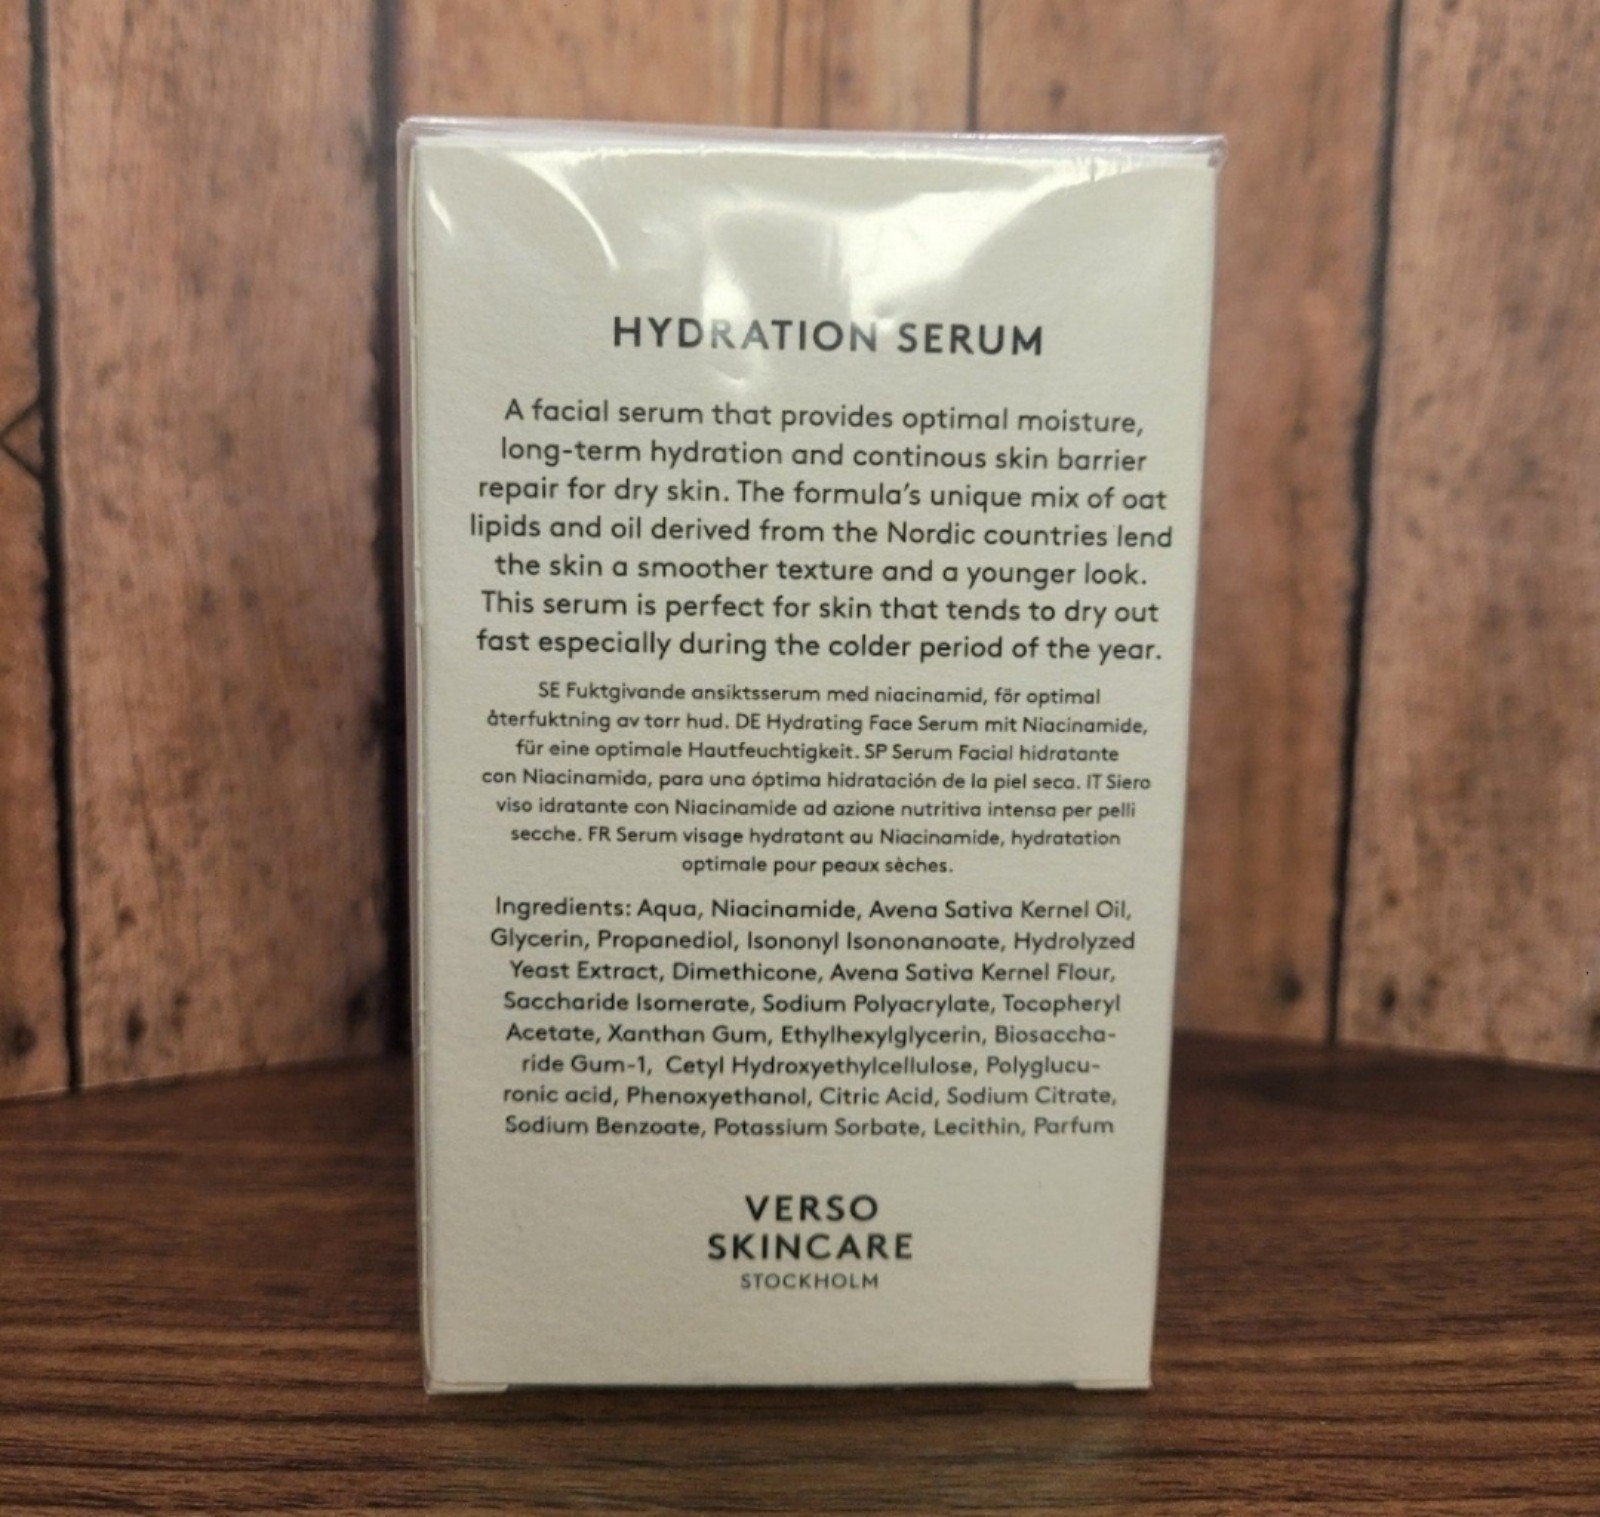 HYDRATION SERUM
A facial serum that provides optimal moisture,
long-term hydration and continous skin barrier
repair for dry skin. The formula's unique mix of oat
lipids and oil derived from the Nordic countries lend
the skin a smoother texture and a younger look.
This serum is perfect for skin that tends to dry out
fast especially during the colder period of the year.
SE Fuktgivande ansiktsserum med niacinamid, för optimal
återfuktning av torr hud. DE Hydrating Face Serum mit Niacinamide,
für eine optimale Hautfeuchtigkeit. SP Serum Facial hidratante
con Niacinamida, para una óptima hidratación de la piel seca. IT Siero
viso idratante con Niacinamide ad azione nutritiva intensa per pelli
secche. FR Serum visage hydratant au Niacinamide, hydratation
optimale pour peaux sèches.
Ingredients: Aqua, Niacinamide, Avena Sativa Kernel Oil,
Glycerin, Propanediol, Isononyl Isononanoate, Hydrolyzed
Yeast Extract, Dimethicone, Avena Sativa Kernel Flour,
Saccharide Isomerate, Sodium Polyacrylate, Tocopheryl
Acetate, Xanthan Gum, Ethylhexylglycerin, Biosaccha-
ride Gum-1, Cetyl Hydroxyethylcellulose, Polyglucu-
ronic acid, Phenoxyethanol, Citric Acid, Sodium Citrate,
Sodium Benzoate, Potassium Sorbate, Lecithin, Parfum
VERSO
SKINCARE
STOCKHOLM